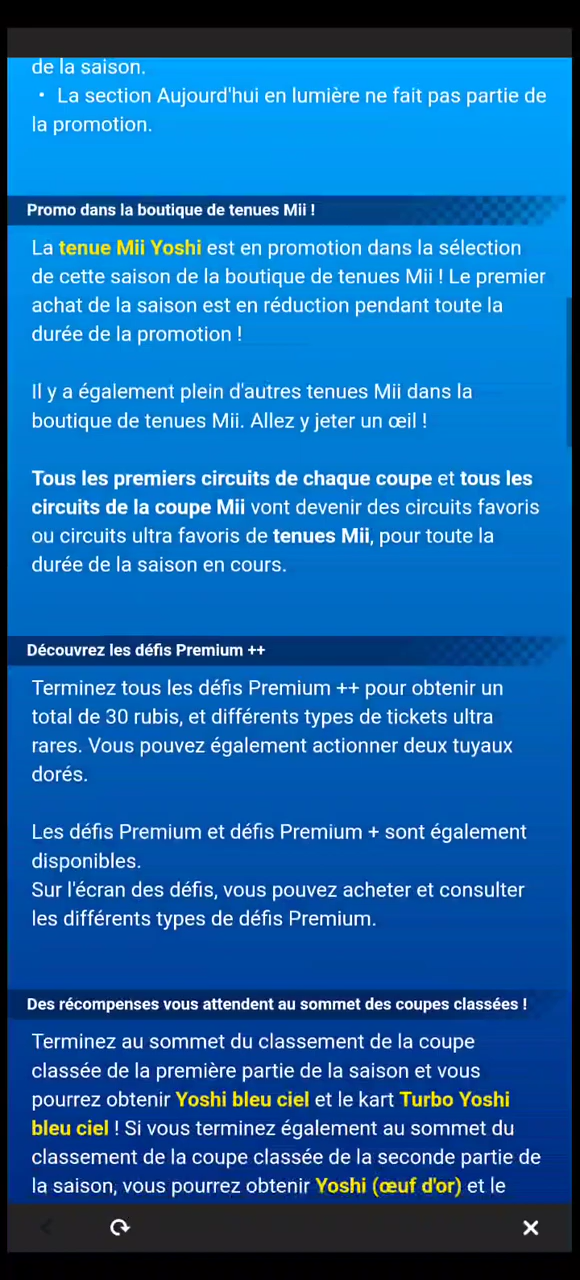 de la saison.
• La section Aujourd'hui en lumière ne fait pas partie de
la promotion.
Promo dans la boutique de tenues Mii !
La tenue Mii Yoshi est en promotion dans la sélection
de cette saison de la boutique de tenues Mii ! Le premier
achat de la saison est en réduction pendant toute la
durée de la promotion !
Il y a également plein d'autres tenues Mii dans la
boutique de tenues Mii. Allez y jeter un œil !
Tous les premiers circuits de chaque coupe et tous les
circuits de la coupe Mii vont devenir des circuits favoris
ou circuits ultra favoris de tenues Mii, pour toute la
durée de la saison en cours.
Découvrez les défis Premium ++
Terminez tous les défis Premium ++ pour obtenir un
total de 30 rubis, et différents types de tickets ultra
rares. Vous pouvez également actionner deux tuyaux
dorés.
Les défis Premium et défis Premium + sont également
disponibles.
Sur l'écran des défis, vous pouvez acheter et consulter
les différents types de défis Premium.
Des récompenses vous attendent au sommet des coupes classées !
Terminez au sommet du classement de la coupe
classée de la première partie de la saison et vous
pourrez obtenir Yoshi bleu ciel et le kart Turbo Yoshi
bleu ciel ! Si vous terminez également au sommet du
classement de la coupe classée de la seconde partie de
la saison, vous pourrez obtenir Yoshi (œuf d'or) et le